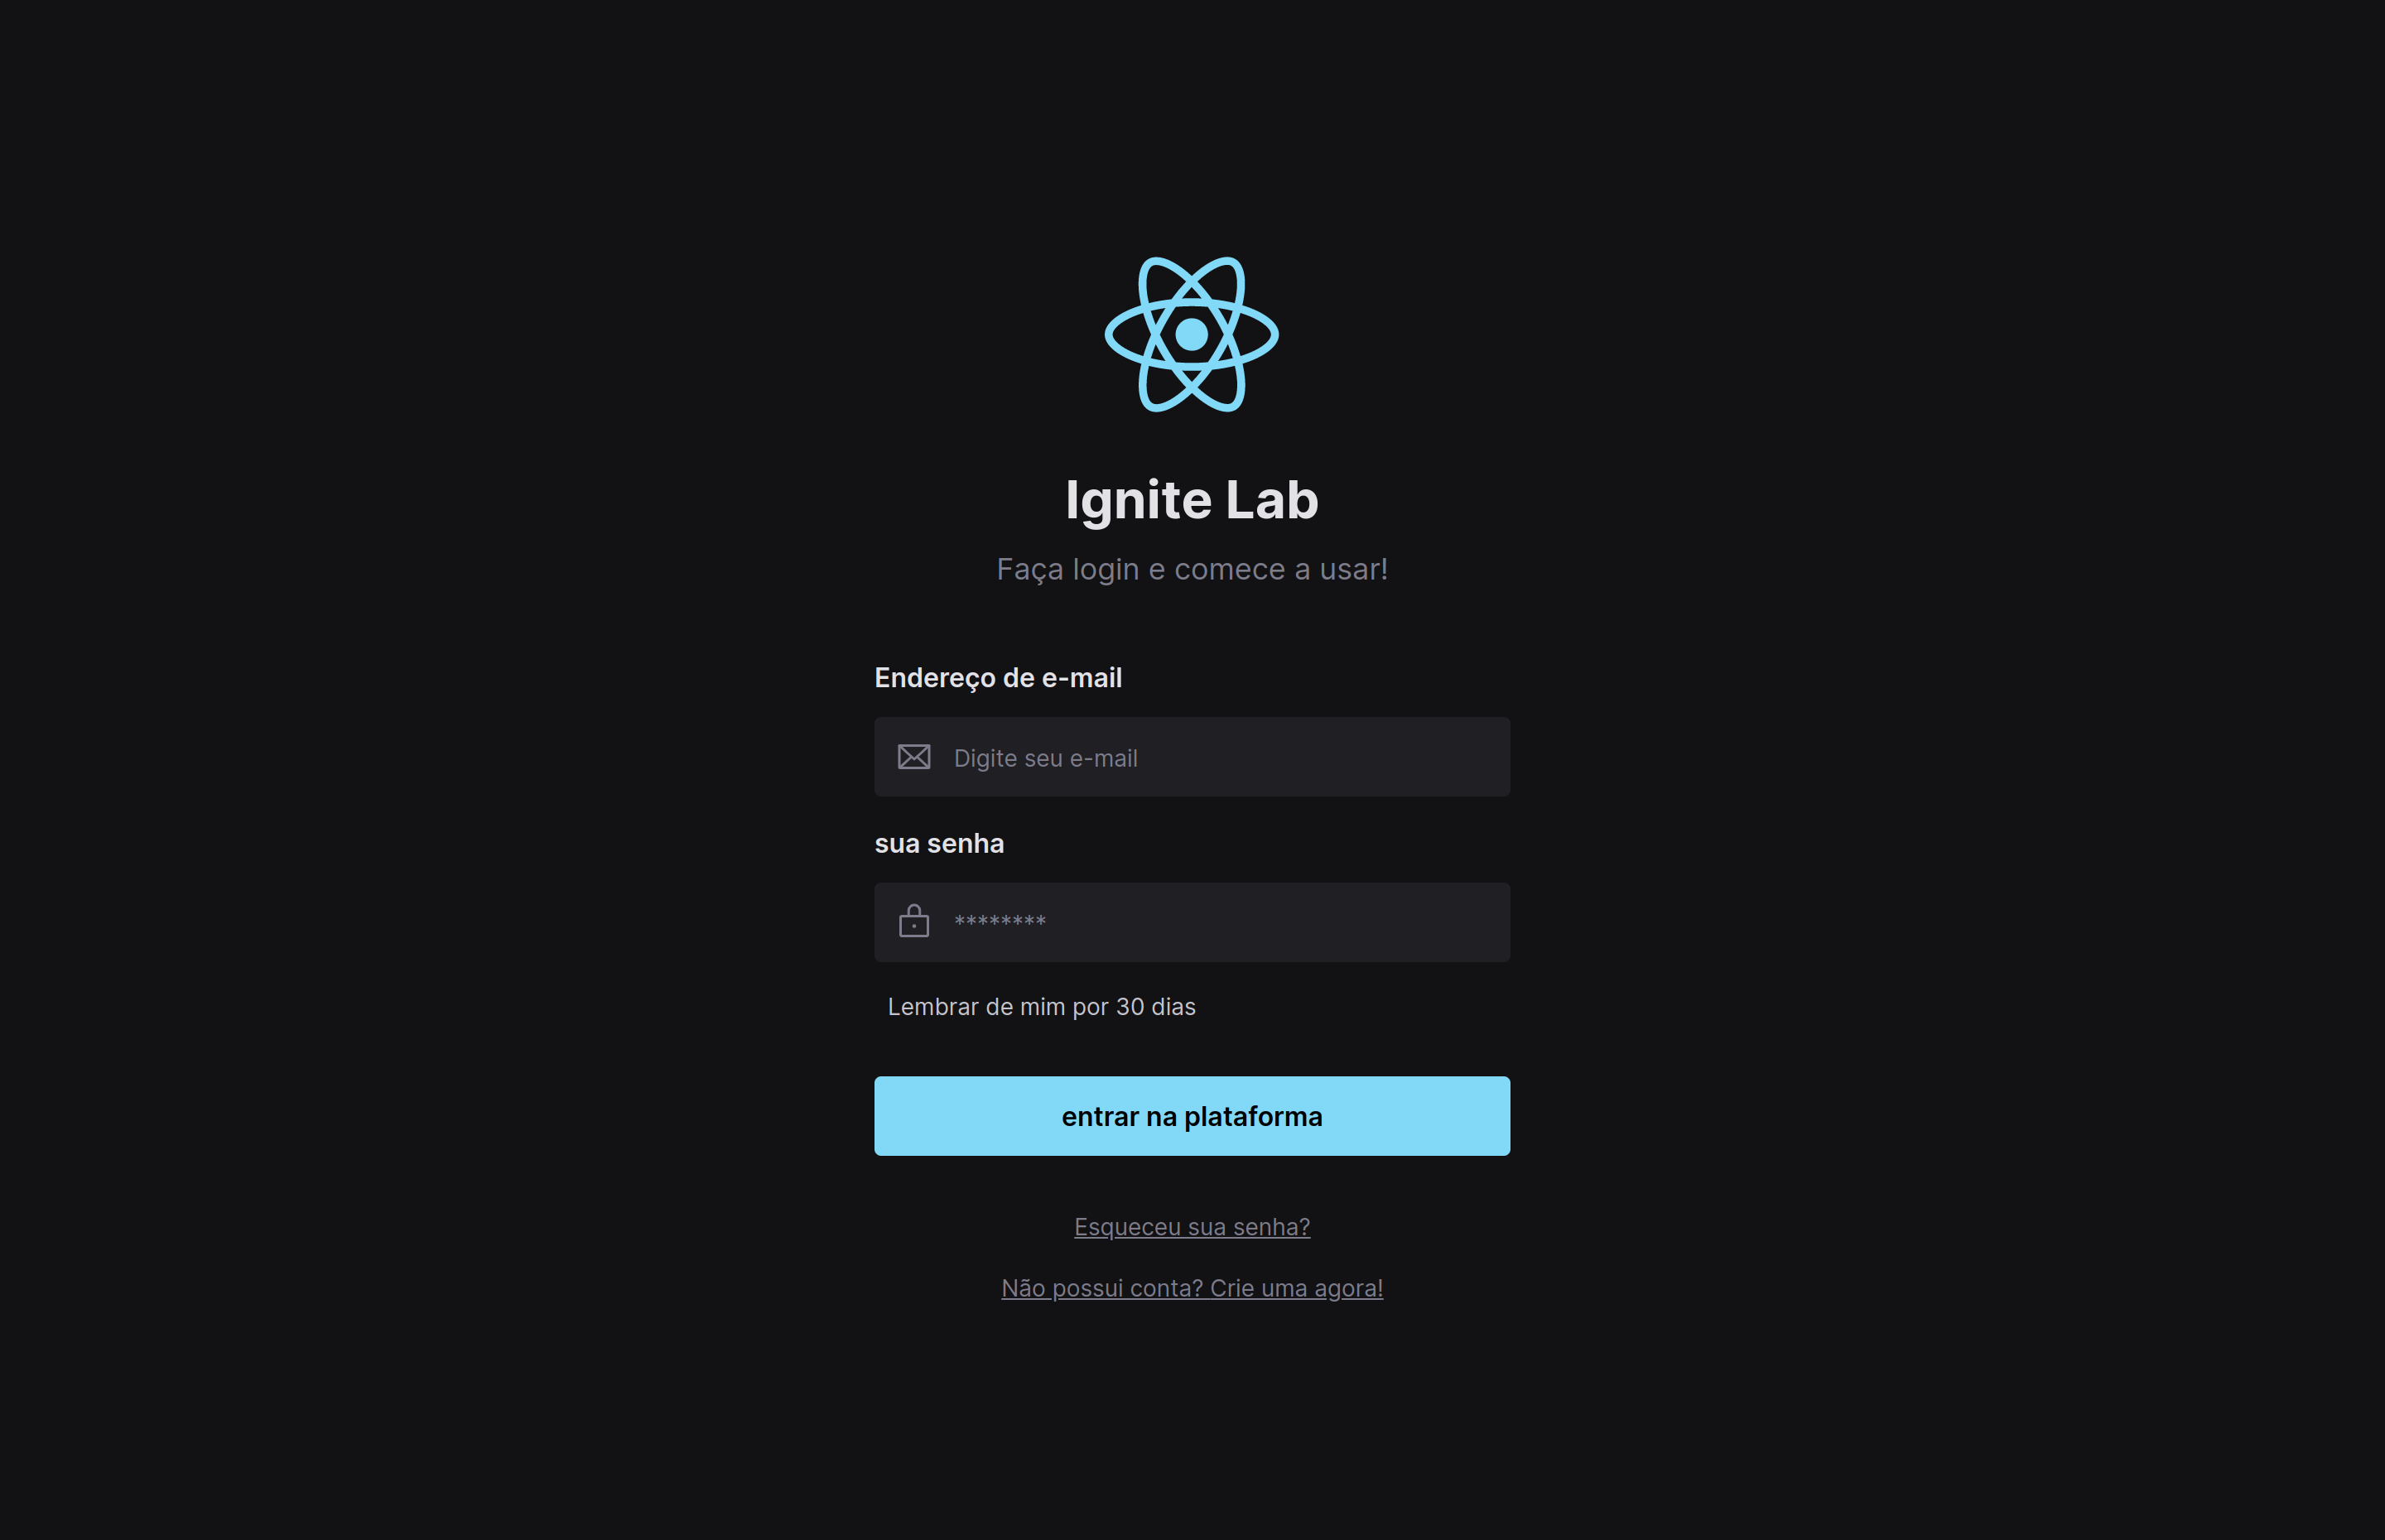 Ignite Lab
Faça login e comece a usar!
Endereço de e-mail
Digite seu e-mail
sua senha
********
Lembrar de mim por 30 dias
entrar na plataforma
Esqueceu sua senha?
Não possui conta? Crie uma agora!